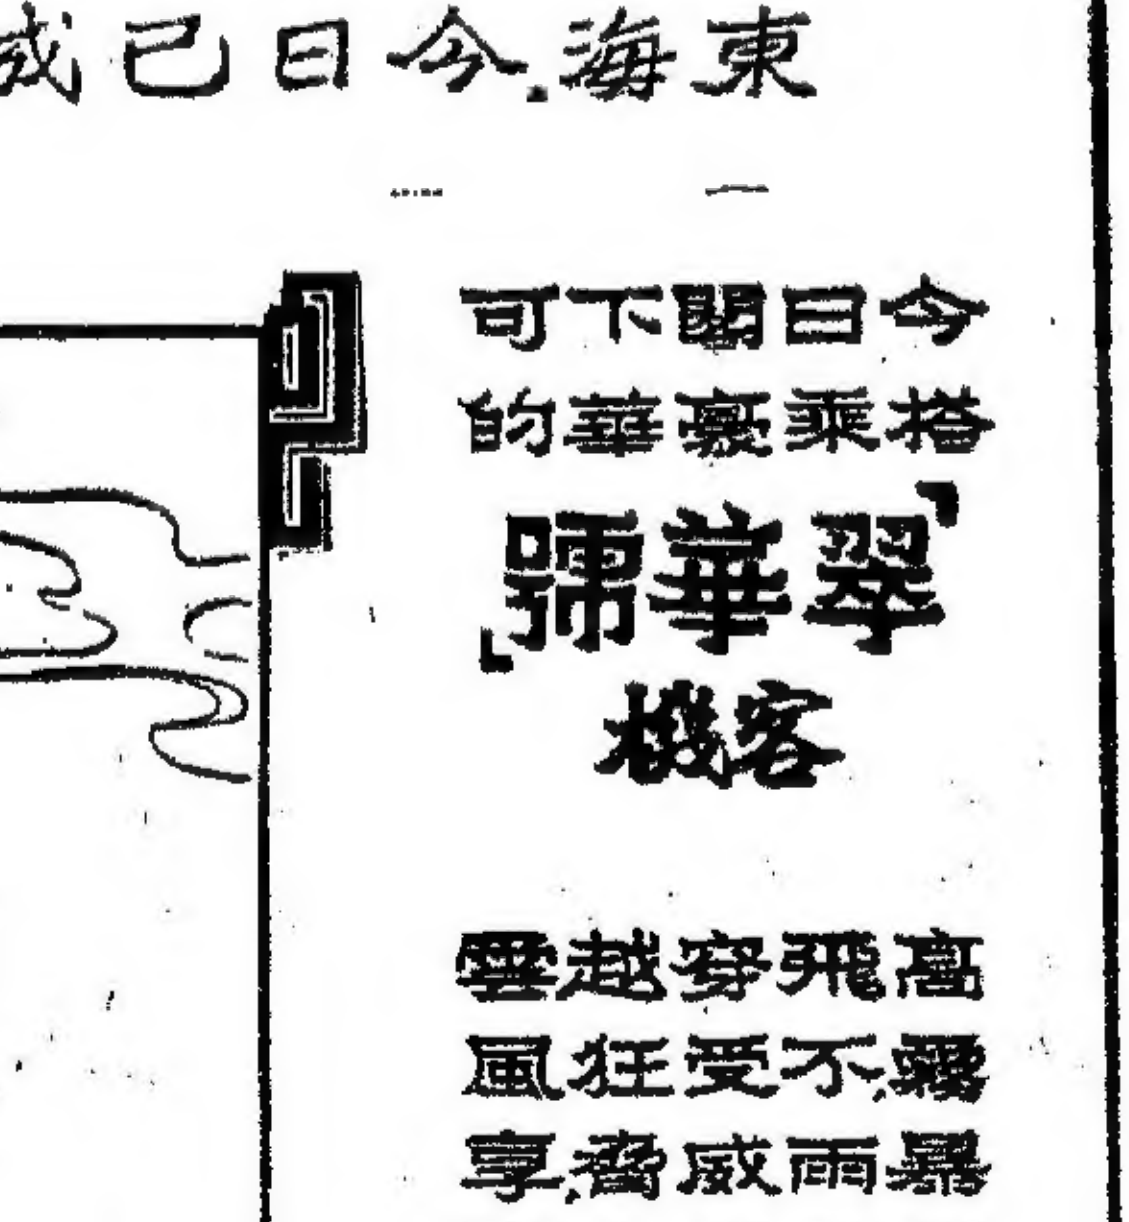 東海，今日已成
今日閣下可
搭乘豪華的
「翠華號」
客機
高飛穿越雲
霧，不受狂風
暴雨威脅，享